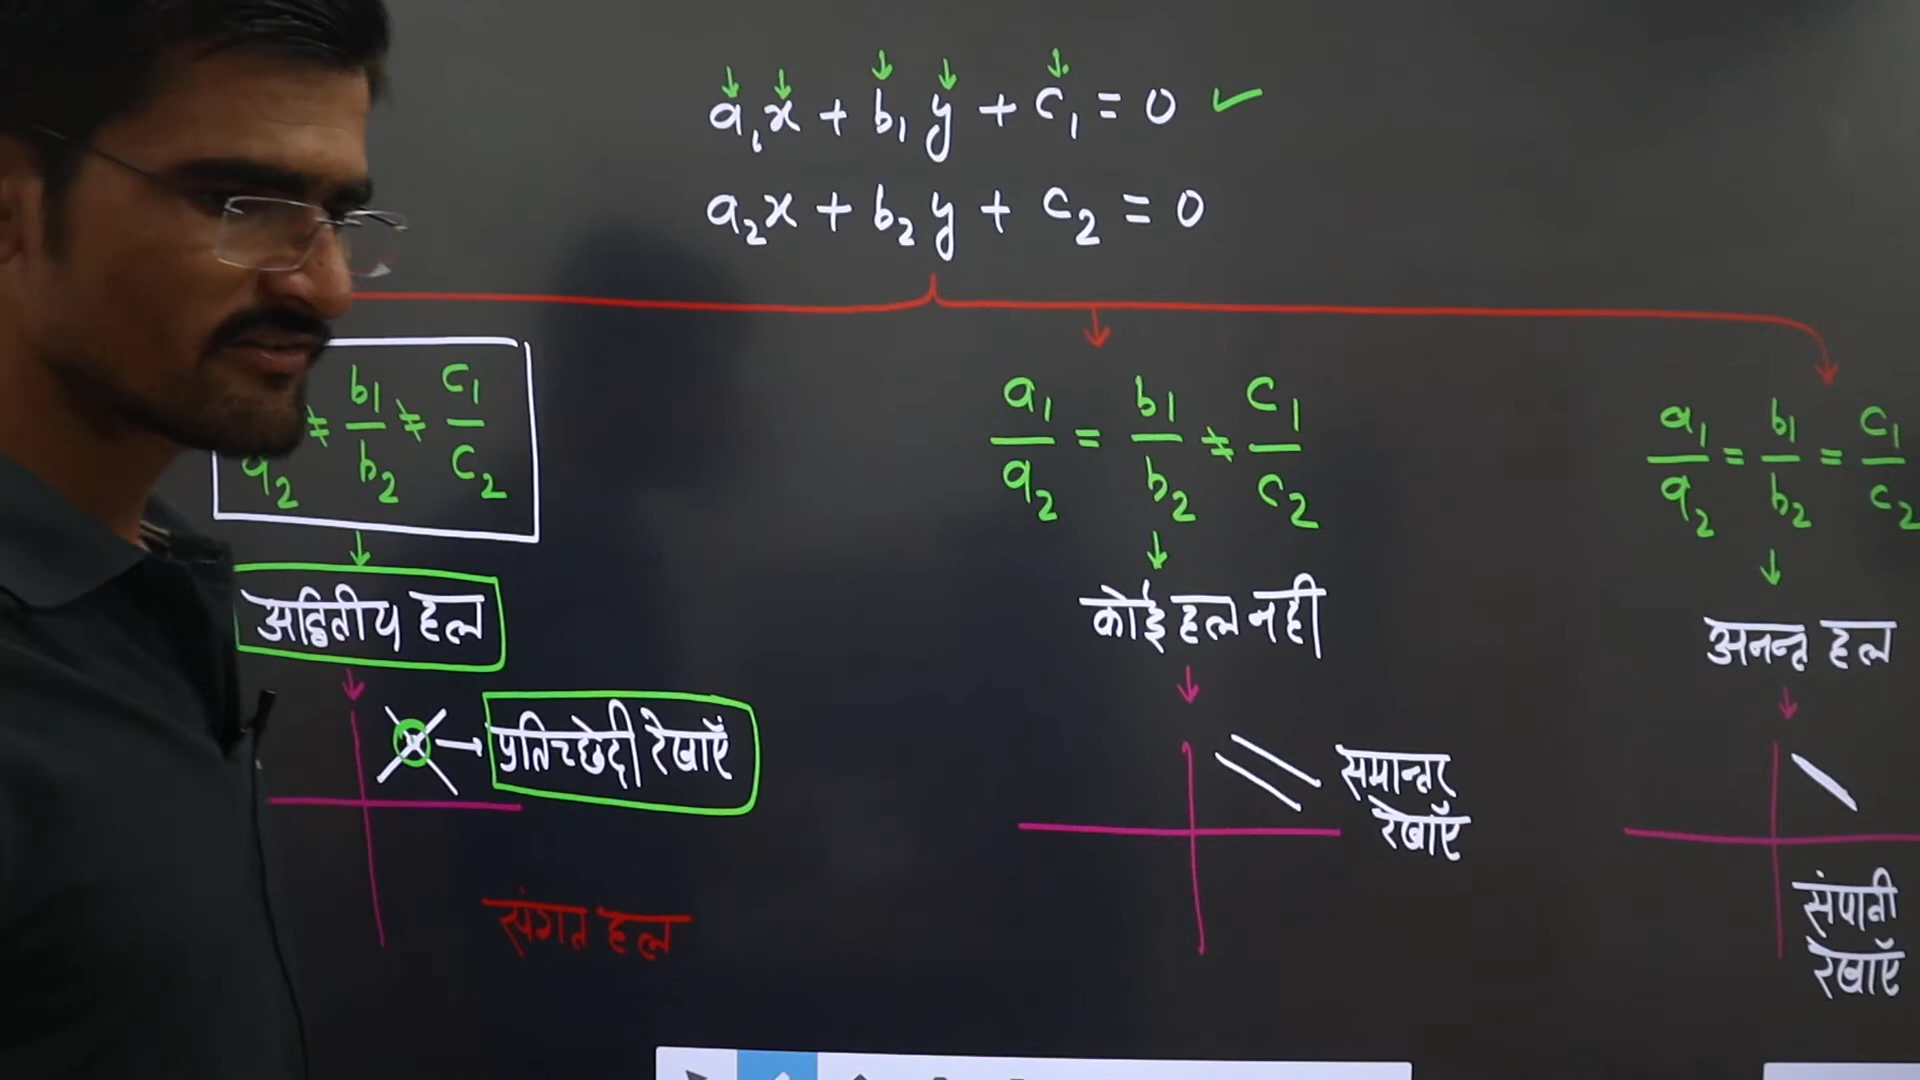 a₁x + b₁y + c₁ = 0 ✓
a₂x + b₂y + c₂ = 0
a₂ ≠ b₁/b₂ ≠ c₁/c₂
a₁/a₂ = b₁/b₂ ≠ c₁/c₂
a₁/a₂ = b₁/b₂ = c₁/c₂
अद्वितीय हल
कोई हल नही
अनन्त हल
प्रतिच्छेदी रेखाएँ
समान्तर
रेखाएँ
संपाती
रेखाएँ
संगत हल